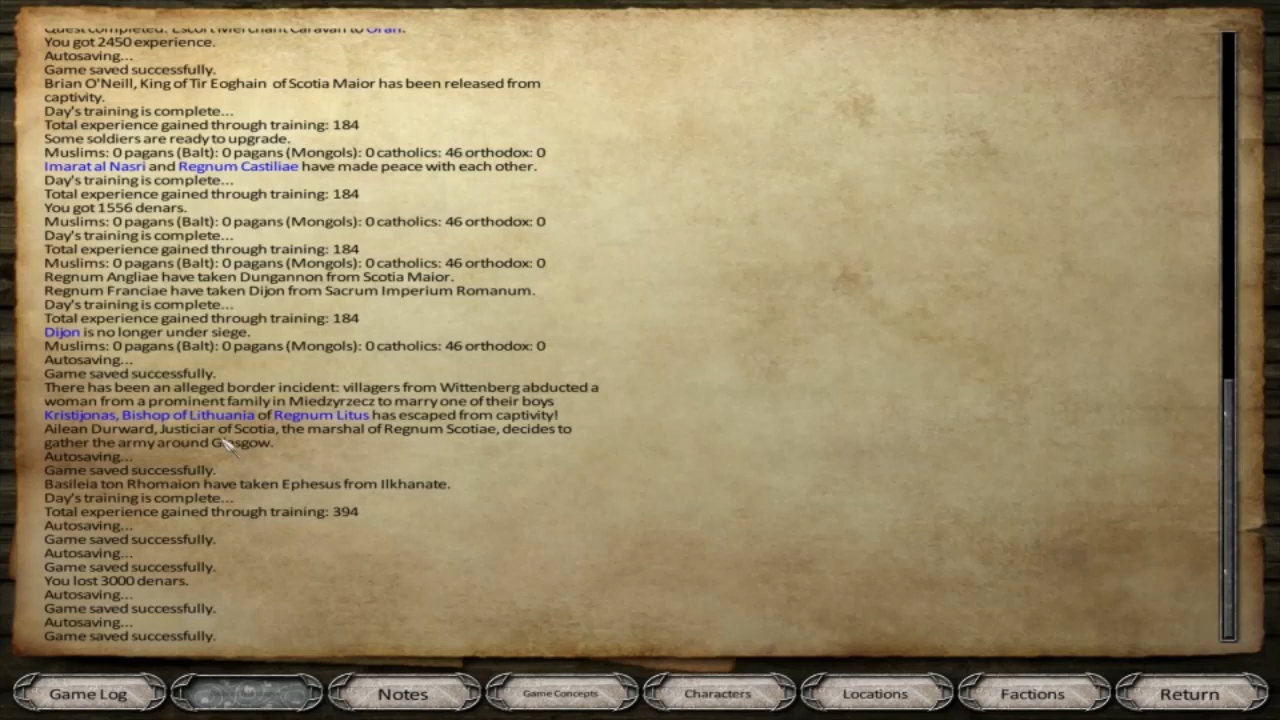 Quest completed: Escort Merchant Caravan to Oran.
You got 2450 experience.
Autosaving...
Game saved successfully.
Brian O'Neill, King of Tir Eoghain of Scotia Maior has been released from
captivity.
Day's training is complete...
Total experience gained through training: 184
Some soldiers are ready to upgrade.
Muslims: 0 pagans (Balt): 0 pagans (Mongols): 0 catholics: 46 orthodox: 0
Imarat al Nasri and Regnum Castiliae have made peace with each other.
Day's training is complete...
Total experience gained through training: 184
You got 1556 denars.
Muslims: 0 pagans (Balt): 0 pagans (Mongols): 0 catholics: 46 orthodox: 0
Day's training is complete...
Total experience gained through training: 184
Muslims: 0 pagans (Balt): 0 pagans (Mongols): 0 catholics: 46 orthodox: 0
Regnum Angliae have taken Dungannon from Scotia Maior.
Regnum Franciae have taken Dijon from Sacrum Imperium Romanum.
Day's training is complete...
Total experience gained through training: 184
Dijon is no longer under siege.
Muslims: 0 pagans (Balt): 0 pagans (Mongols): 0 catholics: 46 orthodox: 0
Autosaving...
Game saved successfully.
There has been an alleged border incident: villagers from Wittenberg abducted a
woman from a prominent family in Miedzyrzecz to marry one of their boys
Kristijonas, Bishop of Lithuania of Regnum Litus has escaped from captivity!
Ailean Durward, Justiciar of Scotia, the marshal of Regnum Scotiae, decides to
gather the army around Glasgow.
Autosaving...
Game saved successfully.
Basileia ton Rhomaion have taken Ephesus from Ilkhanate.
Day's training is complete...
Total experience gained through training: 394
Autosaving...
Game saved successfully.
Autosaving...
Game saved successfully.
You lost 3000 denars.
Autosaving...
Game saved successfully.
Autosaving...
Game saved successfully.
Game Log Notes Game Concepts Characters Locations Factions Return